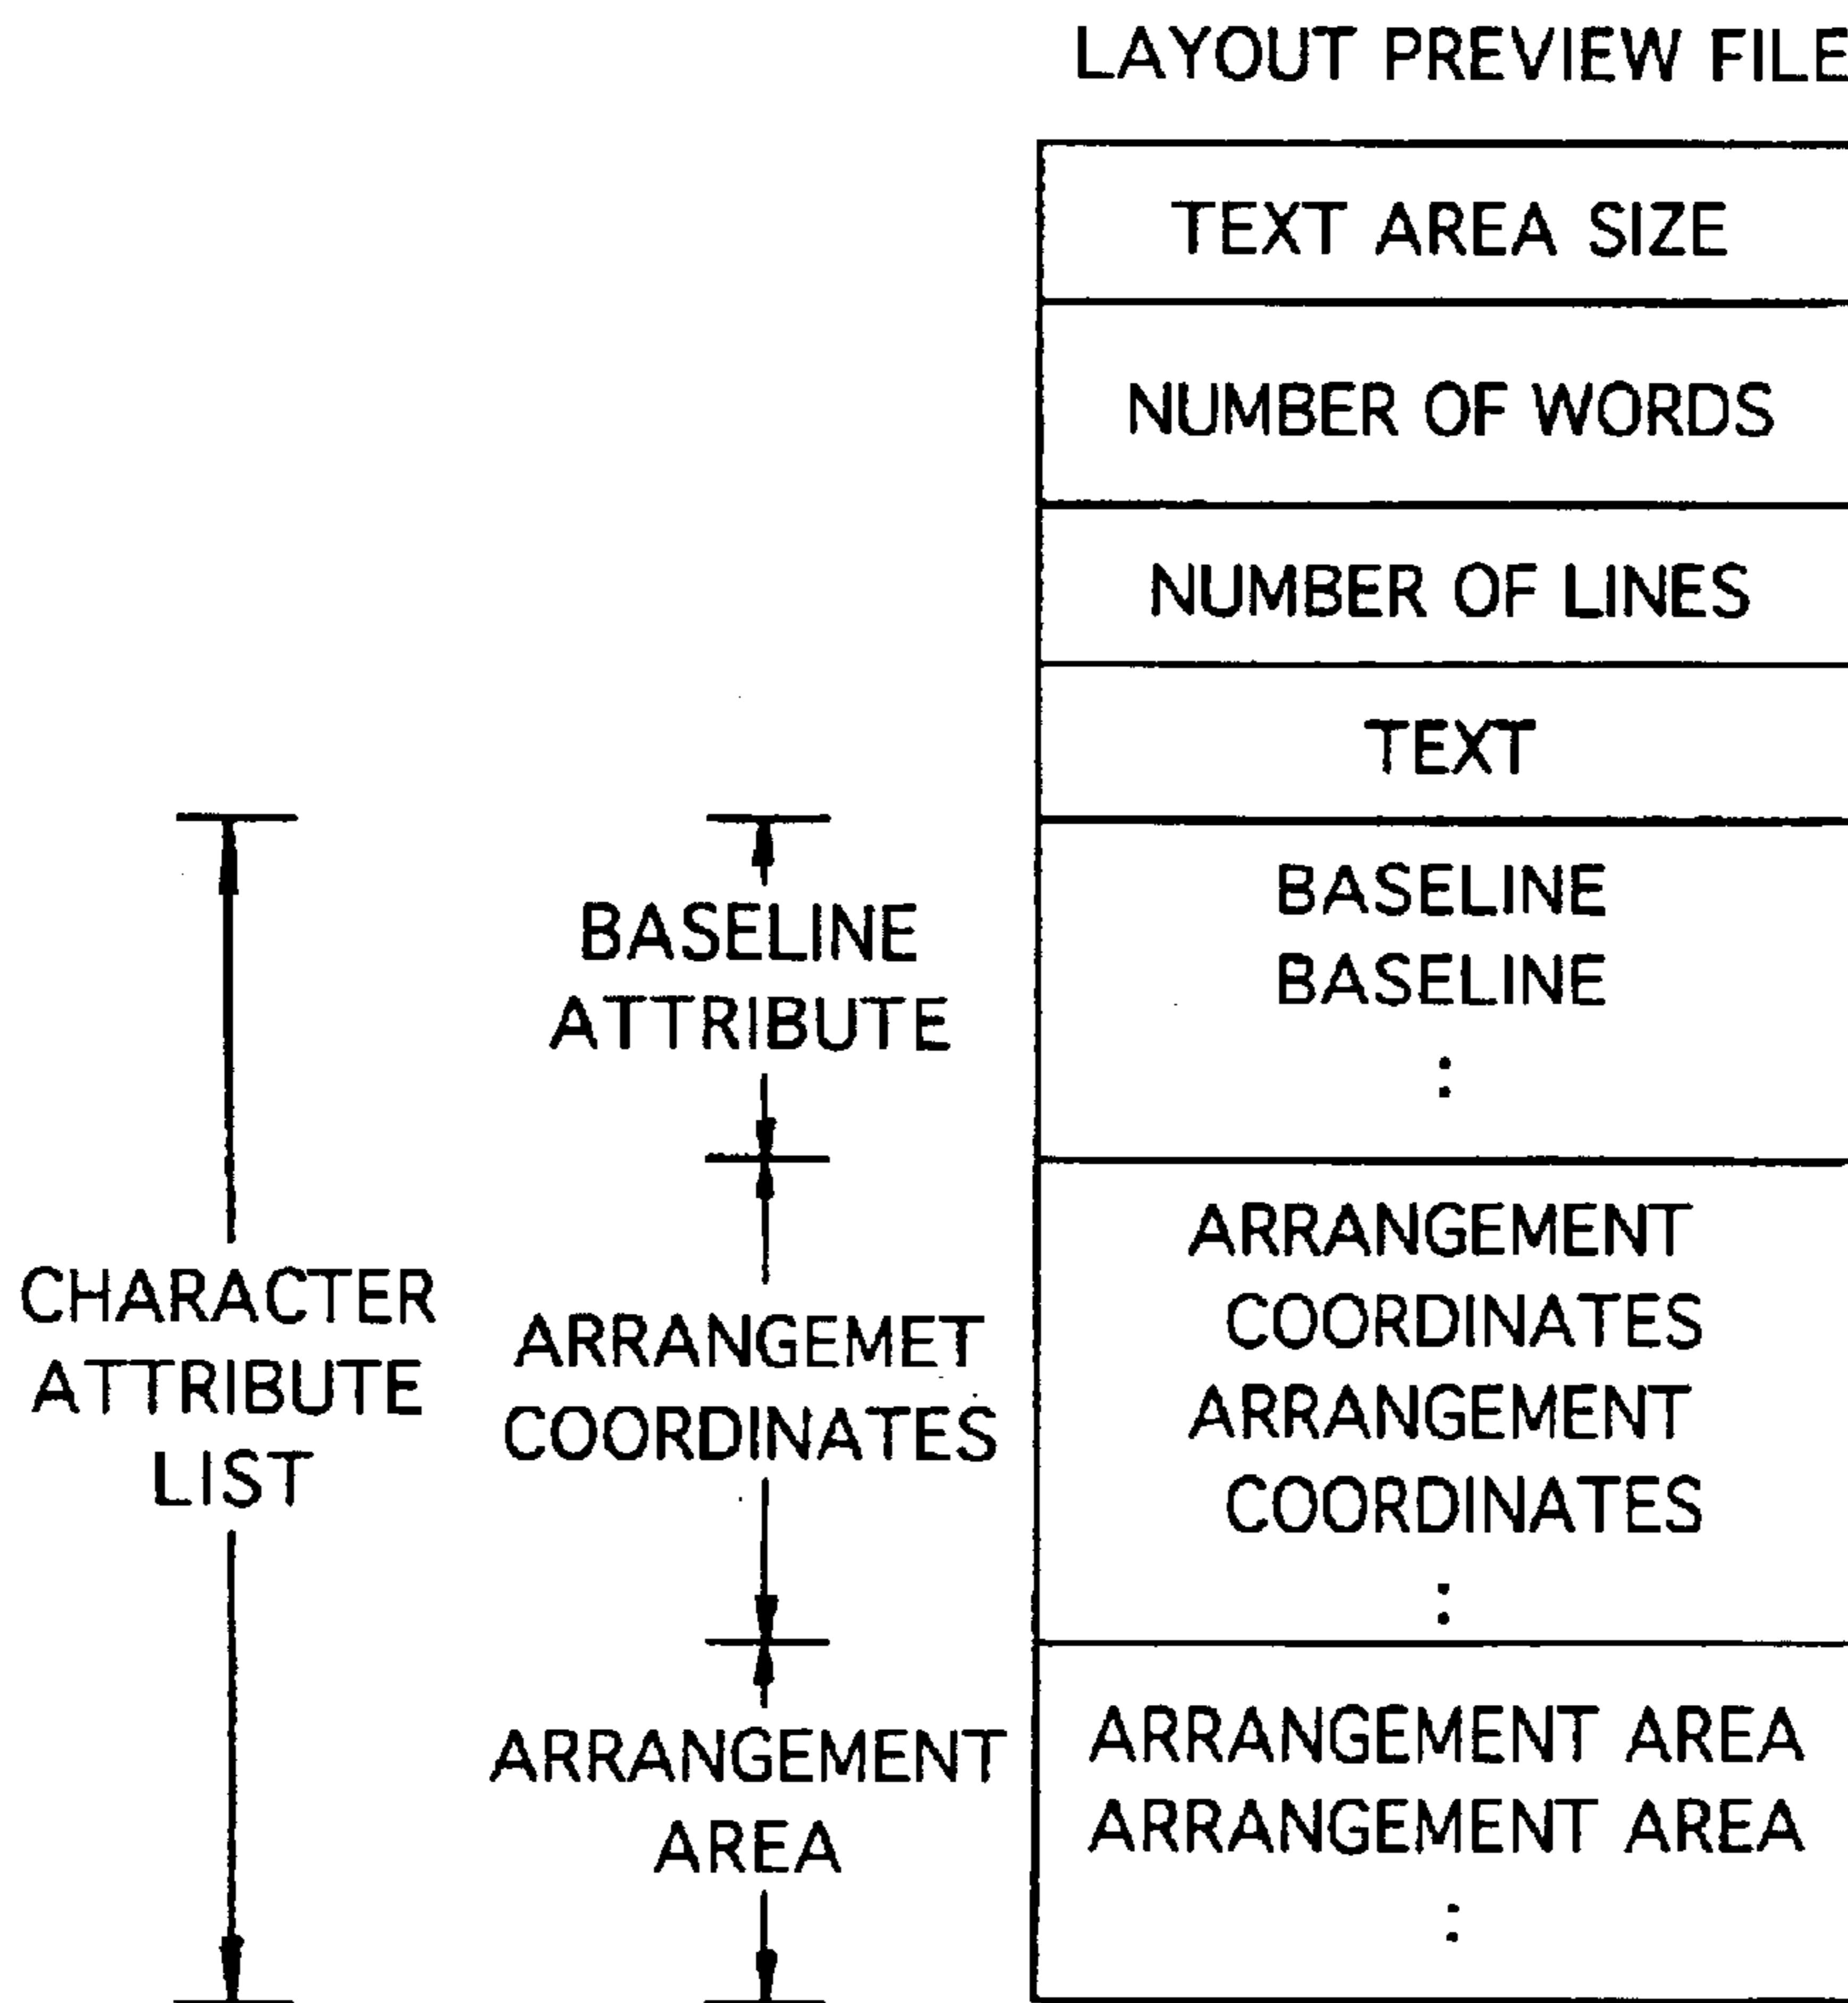 LAYOUT PREVIEW FILE
TEXT AREA SIZE
NUMBER OF WORDS
NUMBER OF LINES
TEXT
BASELINE
BASELINE
:
ARRANGEMENT
COORDINATES
ARRANGEMENT
COORDINATES
:
ARRANGEMENT AREA
ARRANGEMENT AREA
:
BASELINE
ATTRIBUTE
ARRANGEMET
COORDINATES
ARRANGEMENT
AREA
CHARACTER
ATTRIBUTE
LIST